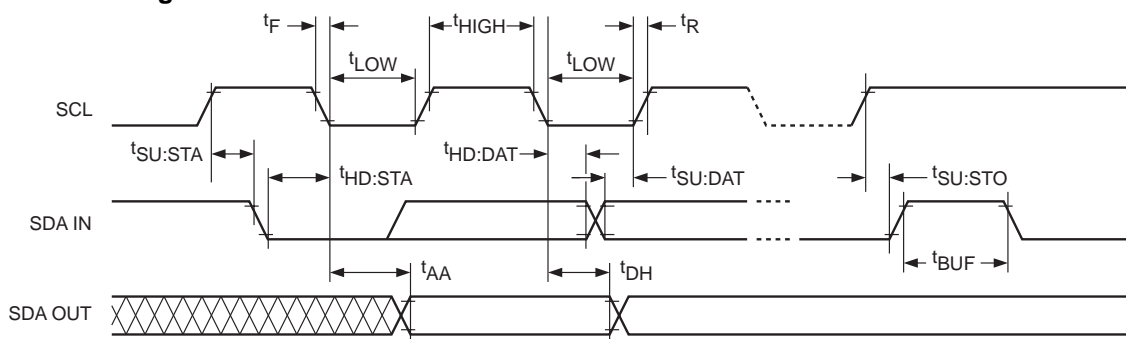 tF
tHIGH
tR
tLOW
tLOW
SCL
tSU:STA
tHD:DAT
tHD:STA
tSU:DAT
tSU:STO
SDA IN
tBUF
tAA
tDH
SDA OUT